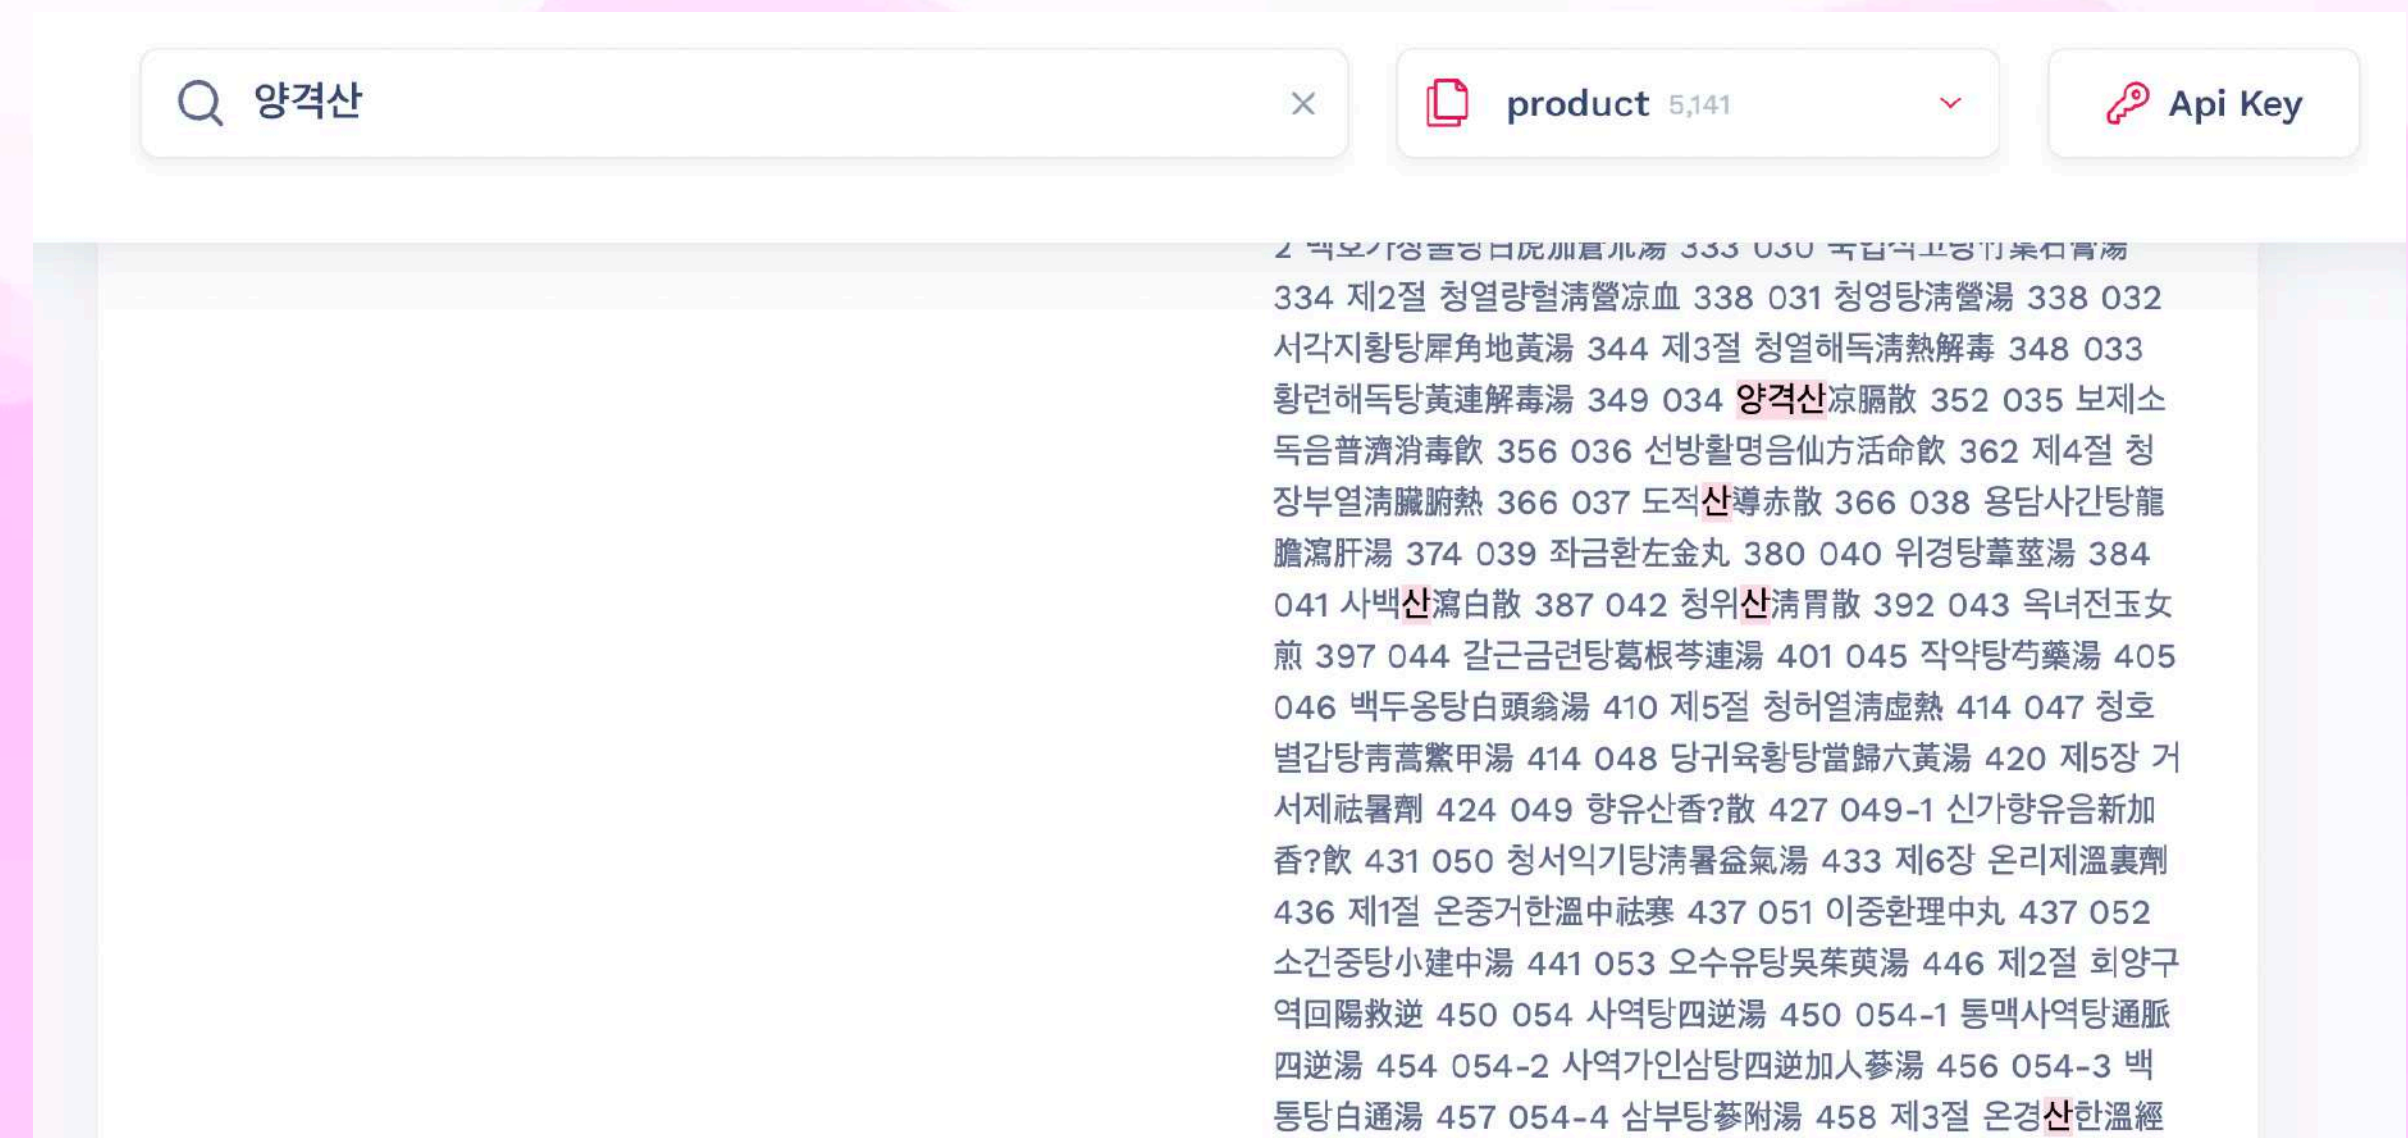 양격산
product 5,141
Api Key
334 제2절 청열량혈淸營凉血 338 031 청영탕淸營湯 338 032
서각지황탕犀角地黃湯 344 제3절 청열해독淸熱解毒 348 033
황련해독탕黃連解毒湯 349 034 양격산凉膈散 352 035 보제소
독음普濟消毒飮 356 036 선방활명음仙方活命飮 362 제4절 청
장부열淸臟腑熱 366 037 도적산導赤散 366 038 용담사간탕龍
膽瀉肝湯 374 039 좌금환左金丸 380 040 위경탕葦莖湯 384
041 사백산瀉白散 387 042 청위산淸胃散 392 043 옥녀전玉女
煎 397 044 갈근금련탕葛根芩連湯 401 045 작약탕芍藥湯 405
046 백두옹탕白頭翁湯 410 제5절 청허열淸虛熱 414 047 청호
별갑탕靑蒿鱉甲湯 414 048 당귀육황탕當歸六黃湯 420 제5장 거
서제祛暑劑 424 049 향유산香?散 427 049-1 신가향유음新加
香?飮 431 050 청서익기탕淸暑益氣湯 433 제6장 온리제溫裏劑
436 제1절 온중거한溫中祛寒 437 051 이중환理中丸 437 052
소건중탕小建中湯 441 053 오수유탕吳茱萸湯 446 제2절 회양구
역回陽救逆 450 054 사역탕四逆湯 450 054-1 통맥사역탕通脈
四逆湯 454 054-2 사역가인삼탕四逆加人蔘湯 456 054-3 백
통탕白通湯 457 054-4 삼부탕蔘附湯 458 제3절 온경산한溫經